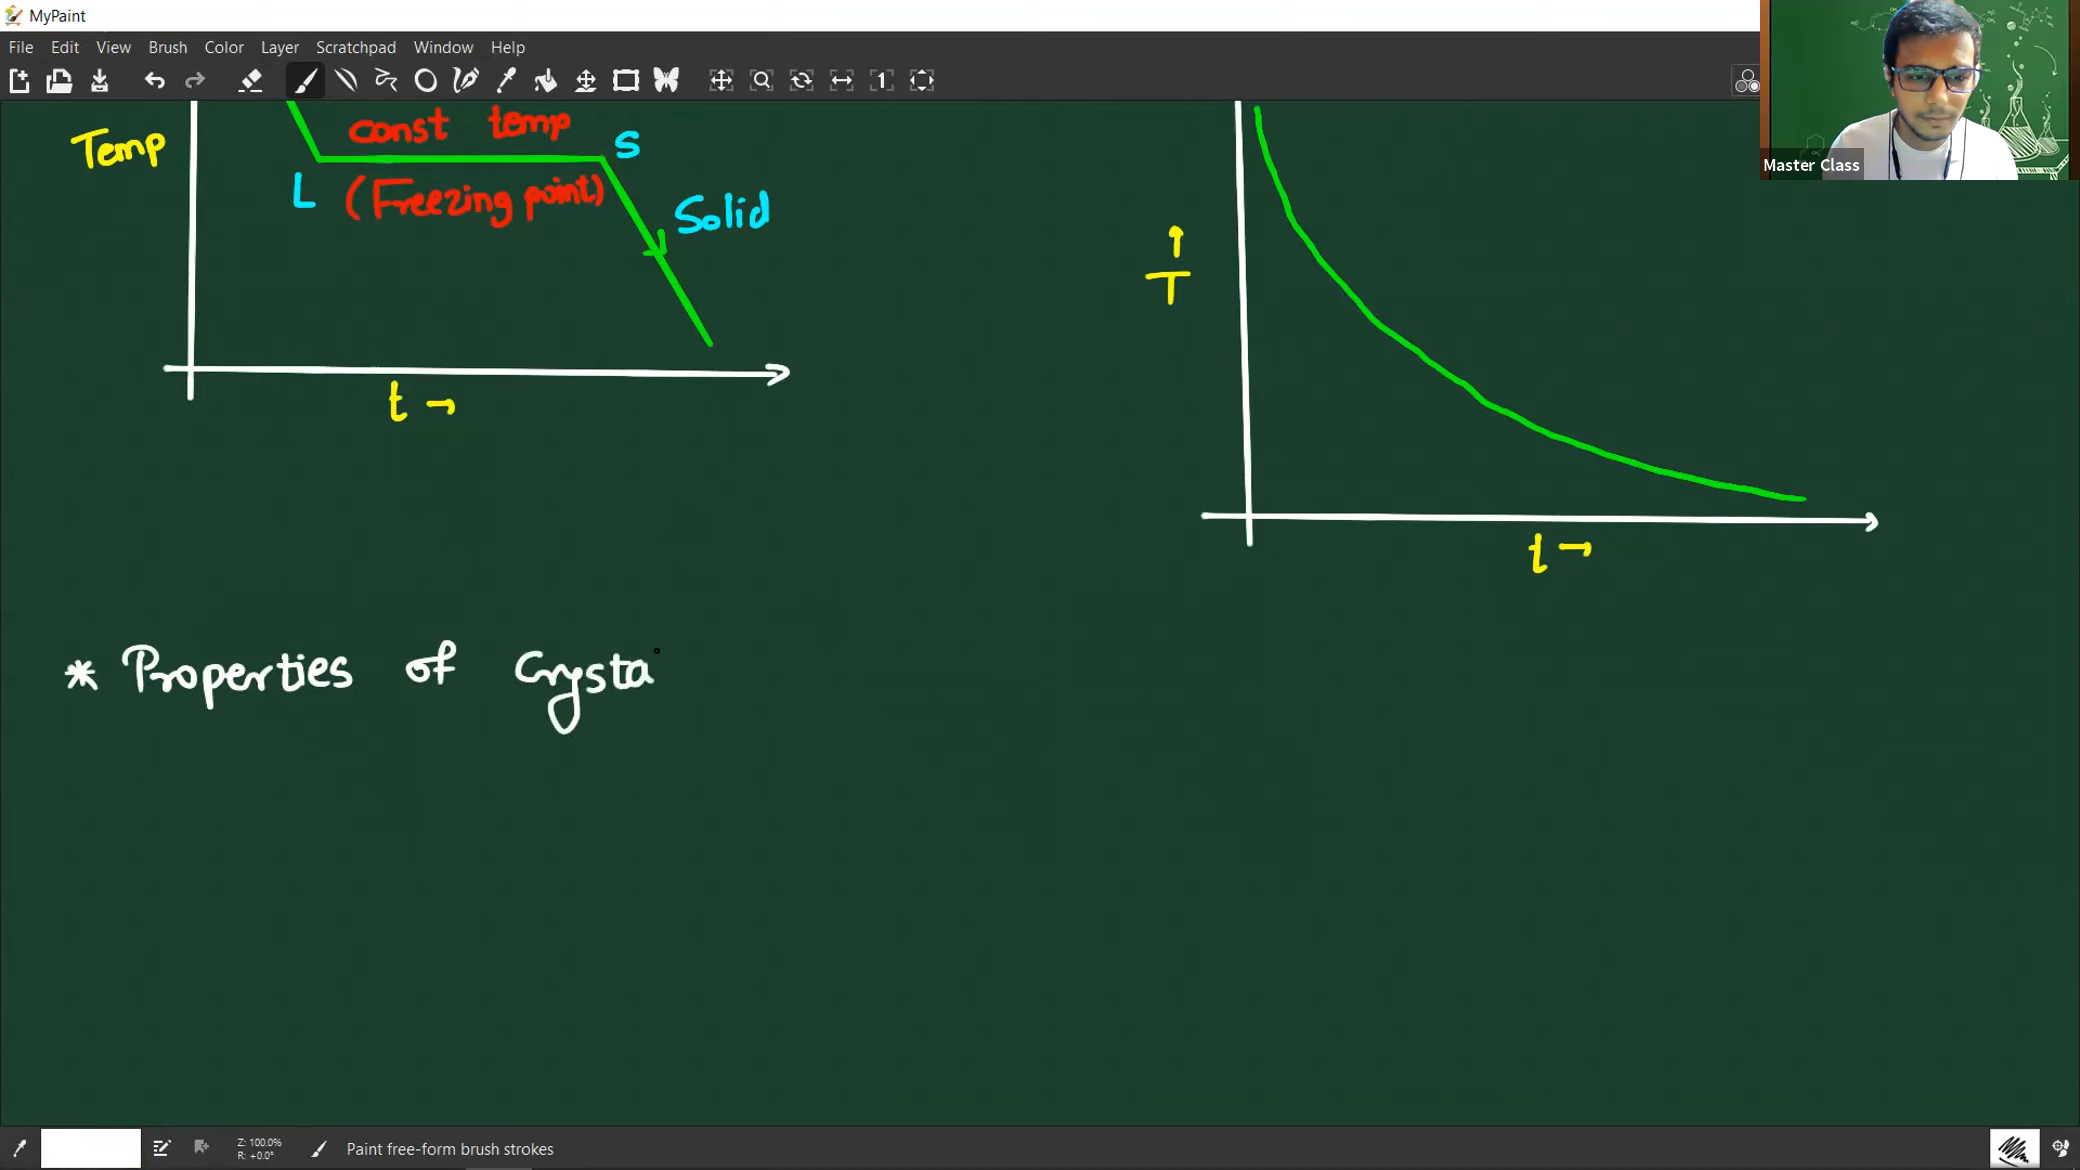 MyPaint
File Edit View Brush Color Layer Scratchpad Window Help
1
Master Class
Temp
const temp
S
L
(Freezing point)
Solid
t →
↑
T
t →
* Properties of Crysta
Z: 100.0%
R: +0.0°
Paint free-form brush strokes